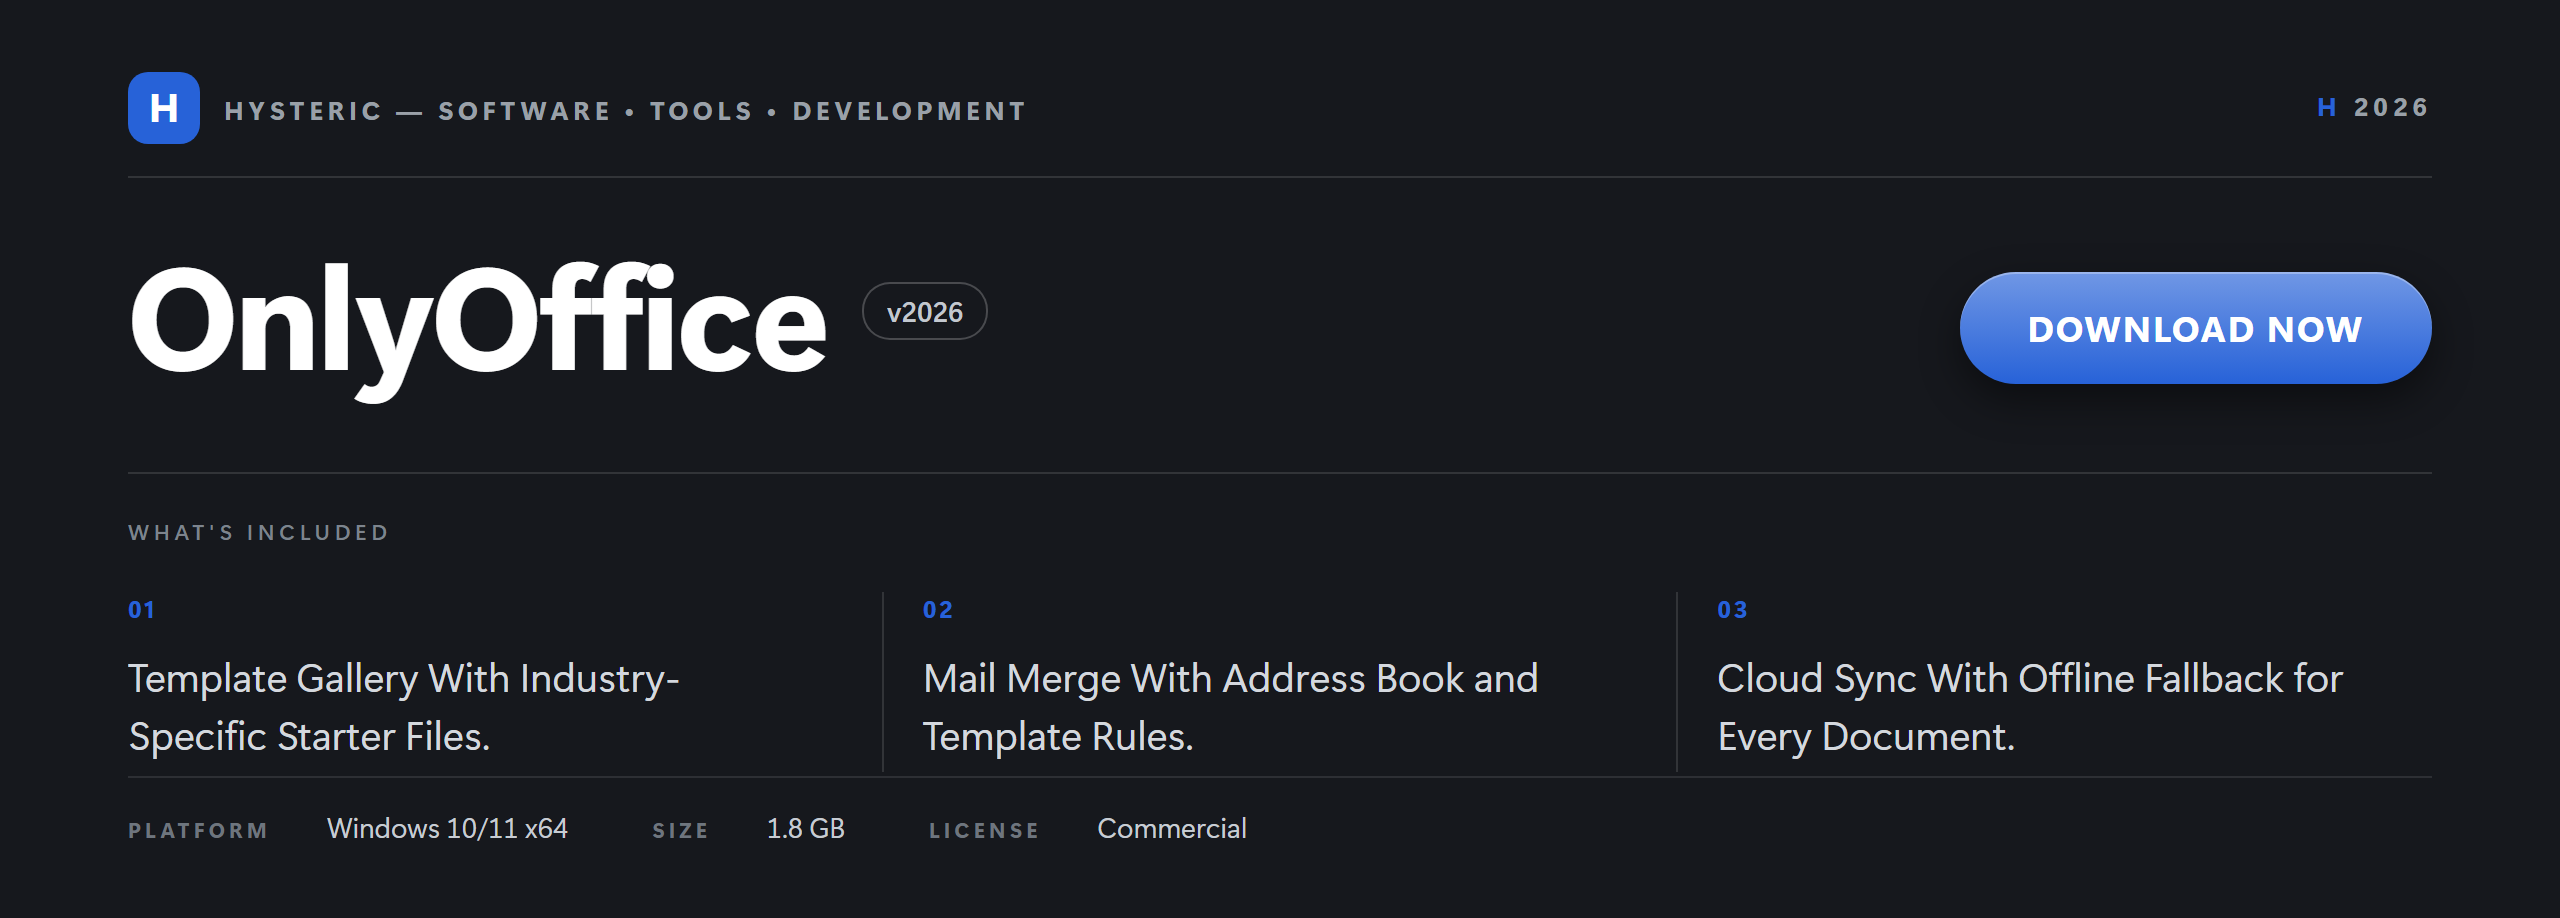 H HYSTERIC — SOFTWARE • TOOLS • DEVELOPMENT
H 2026
OnlyOffice
v2026
DOWNLOAD NOW
WHAT'S INCLUDED
01
Template Gallery With Industry-
Specific Starter Files.
02
Mail Merge With Address Book and
Template Rules.
03
Cloud Sync With Offline Fallback for
Every Document.
PLATFORM Windows 10/11 x64 SIZE 1.8 GB LICENSE Commercial